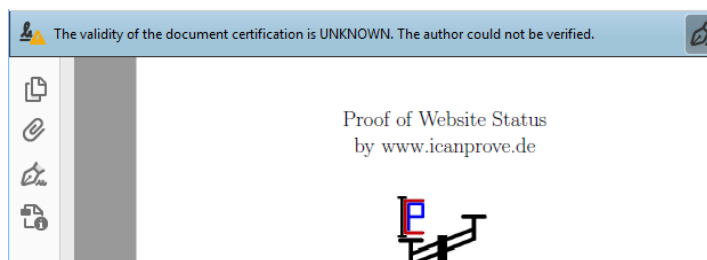 The validity of the document certification is UNKNOWN. The author could not be verified.
Proof of Website Status
by www.icanprove.de